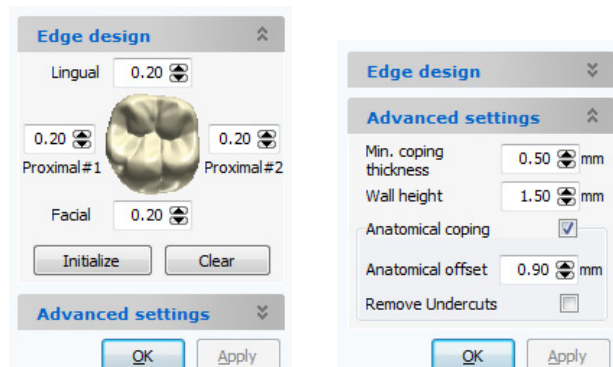 Edge design
Lingual 0.20
0.20 0.20
Proximal#1 Proximal#2
Facial 0.20
Initialize Clear
Advanced settings
OK Apply
Edge design
Advanced settings
Min. coping
thickness 0.50 mm
Wall height 1.50 mm
Anatomical coping
Anatomical offset 0.90 mm
Remove Undercuts
OK Apply